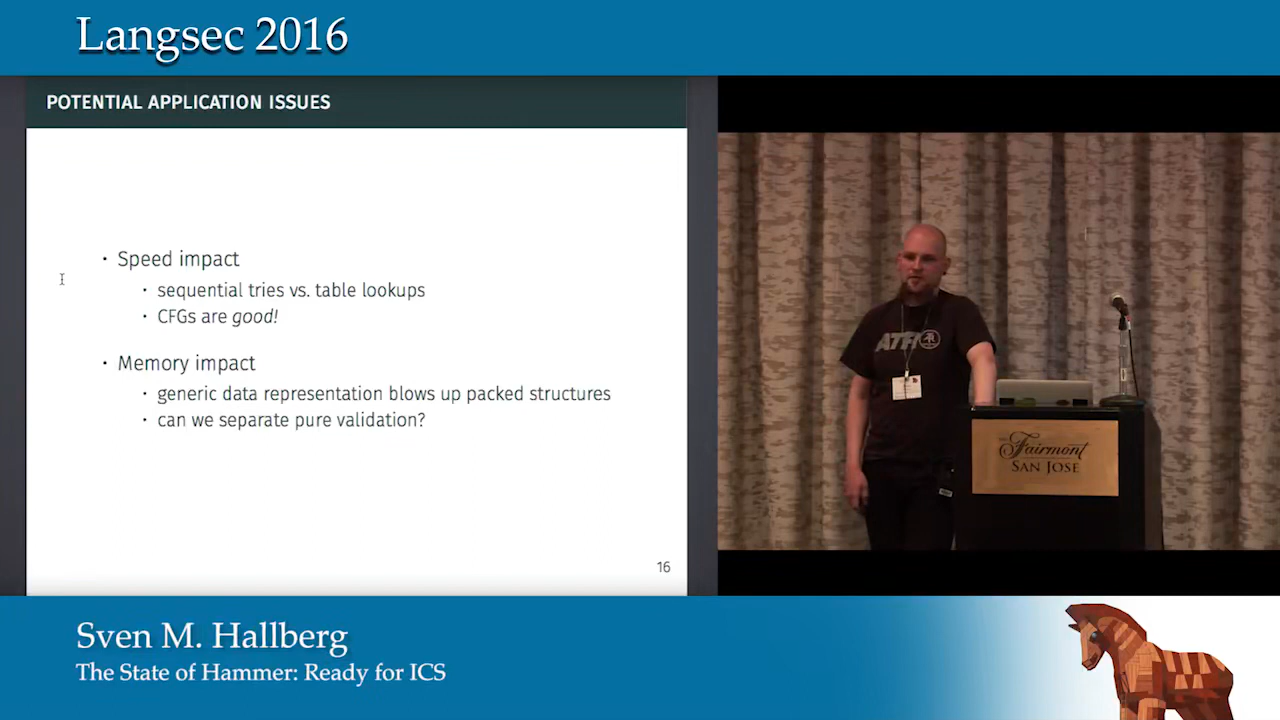 Langsec 2016
POTENTIAL APPLICATION ISSUES
· Speed impact
· sequential tries vs. table lookups
· CFGs are good!
· Memory impact
· generic data representation blows up packed structures
· can we separate pure validation?
16
Fairmont
SAN JOSE
Sven M. Hallberg
The State of Hammer: Ready for ICS